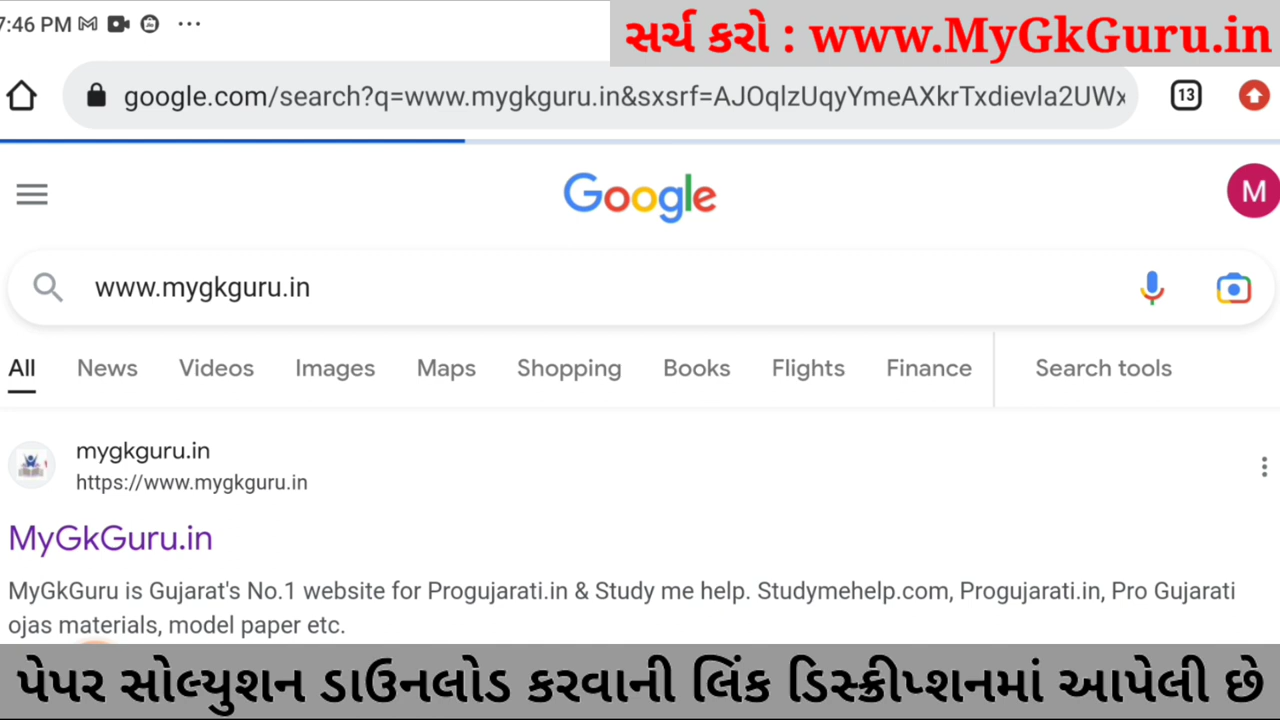 7:46 PM
સર્ચ કરો : www.MyGkGuru.in
google.com/search?q=www.mygkguru.in&sxsrf=AJOqlzUqyYmeAXkrTxdievla2UWx
13
Google
M
www.mygkguru.in
All News Videos Images Maps Shopping Books Flights Finance Search tools
mygkguru.in
https://www.mygkguru.in
MyGkGuru.in
MyGkGuru is Gujarat's No.1 website for Progujarati.in & Study me help. Studymehelp.com, Progujarati.in, Pro Gujarati
ojas materials, model paper etc.
પેપર સોલ્યુશન ડાઉનલોડ કરવાની લિંક ડિસ્ક્રીપ્શનમાં આપેલી છે